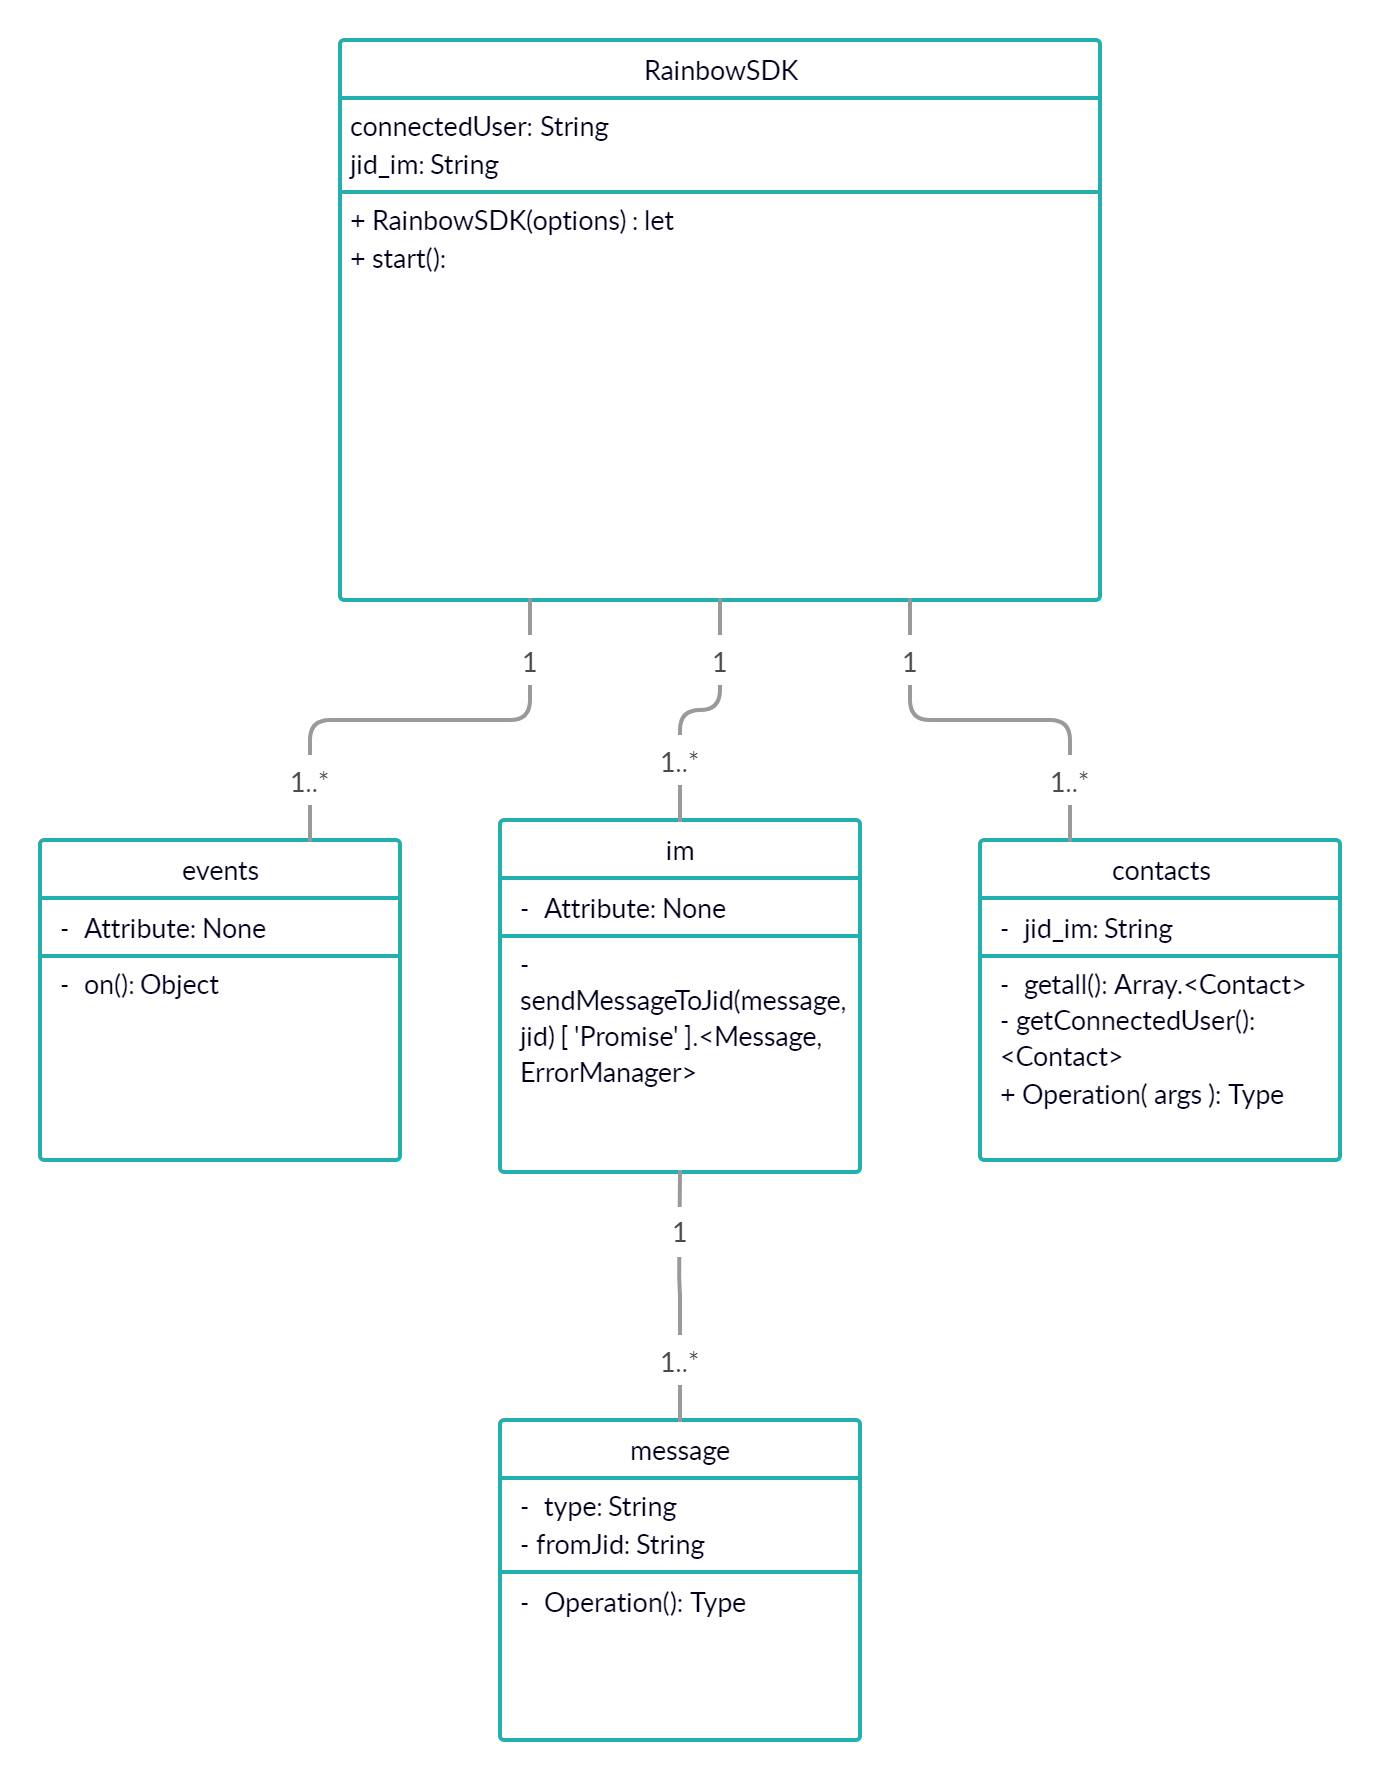 RainbowSDK
connectedUser: String
jid_im: String
+ RainbowSDK(options) : let
+ start():
1
1
1
1..*
1..*
1..*
events
- Attribute: None
- on(): Object
im
- Attribute: None
-
sendMessageToJid(message,
jid) [ 'Promise' ].<Message,
ErrorManager>
contacts
- jid_im: String
- getall(): Array.<Contact>
- getConnectedUser():
<Contact>
+ Operation( args ): Type
1
1..*
message
- type: String
- fromJid: String
- Operation(): Type